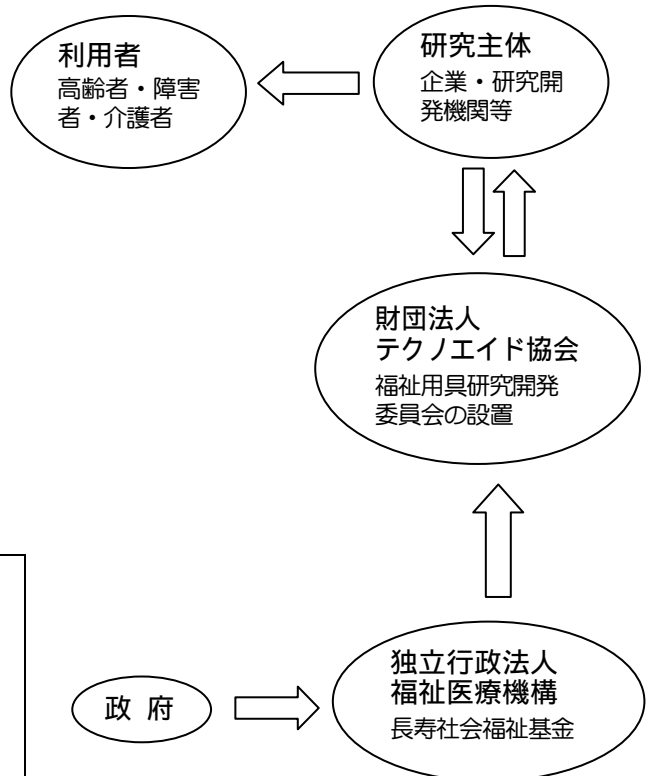 利用者
高齢者・障害
者・介護者
研究主体
企業・研究開
発機関等
財団法人
テクノエイド協会
福祉用具研究開発
委員会の設置
独立行政法人
福祉医療機構
長寿社会福祉基金
政 府